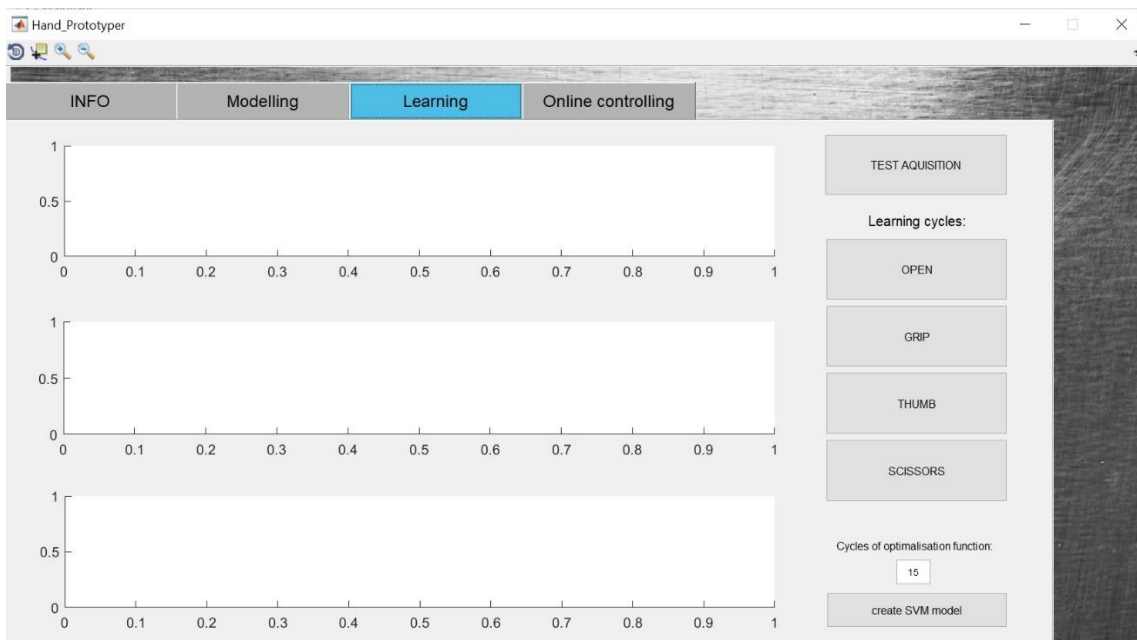 Hand_Prototyper
INFO Modelling Learning Online controlling
1
0.5
0
0 0.1 0.2 0.3 0.4 0.5 0.6 0.7 0.8 0.9 1
1
0.5
0
0 0.1 0.2 0.3 0.4 0.5 0.6 0.7 0.8 0.9 1
1
0.5
0
0 0.1 0.2 0.3 0.4 0.5 0.6 0.7 0.8 0.9 1
TEST AQUISITION
Learning cycles:
OPEN
GRIP
THUMB
SCISSORS
Cycles of optimalisation function:
15
create SVM model